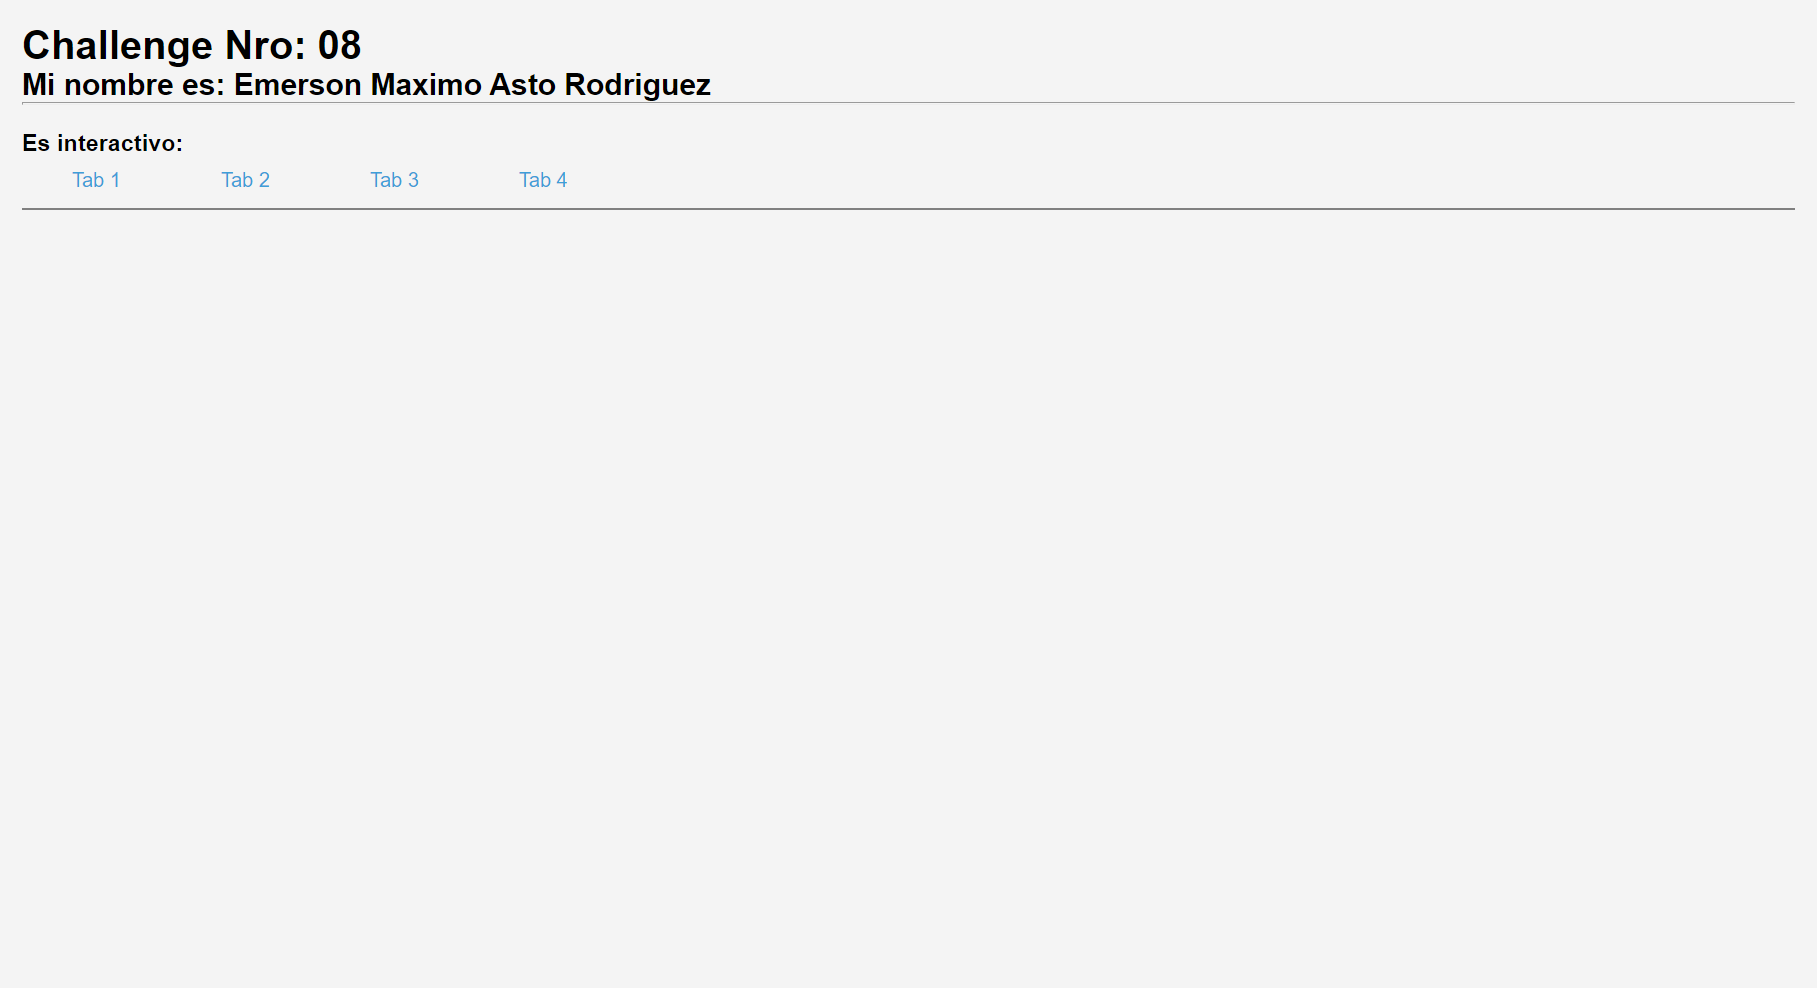 Challenge Nro: 08
Mi nombre es: Emerson Maximo Asto Rodriguez
Es interactivo:
Tab 1 Tab 2 Tab 3 Tab 4